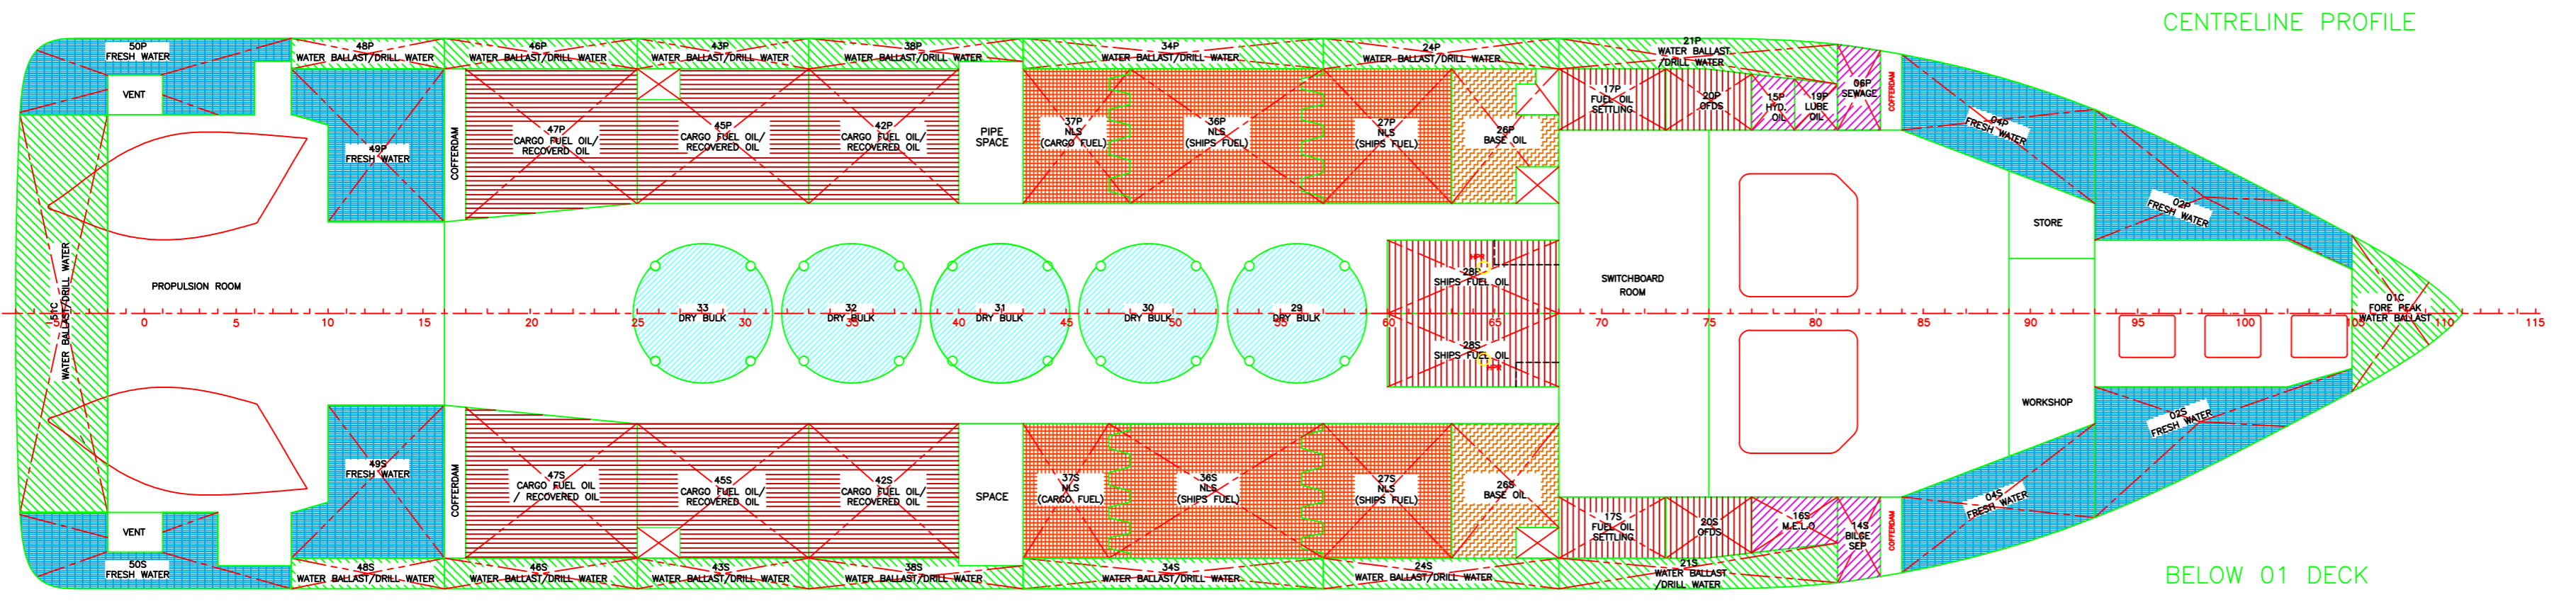 CENTRELINE PROFILE
50P
FRESH WATER
48P
WATER BALLAST/DRILL WATER
46P
WATER BALLAST/DRILL WATER
43P
WATER BALLAST/DRILL WATER
38P
WATER BALLAST/DRILL WATER
34P
WATER BALLAST/DRILL WATER
24P
WATER BALLAST/DRILL WATER
21P
WATER BALLAST
/DRILL WATER
VENT
49P
FRESH WATER
COFFERDAM
47P
CARGO FUEL OIL/
RECOVERD OIL
45P
CARGO FUEL OIL/
RECOVERED OIL
42P
CARGO FUEL OIL/
RECOVERED OIL
PIPE
SPACE
37P
NLS
(CARGO FUEL)
36P
NLS
(SHIPS FUEL)
27P
NLS
(SHIPS FUEL)
26P
BASE OIL
17P
FUEL OIL
SETTLING
20P
OFDS
15P
HYD.
OIL
19P
LUBE
OIL
06P
SEWAGE
COFFERDAM
04P
FRESH WATER
02P
FRESH WATER
STORE
51C
WATER BALLAST/DRILL WATER
PROPULSION ROOM
33
DRY BULK
32
DRY BULK
31
DRY BULK
30
DRY BULK
29
DRY BULK
HPR
28P
SHIPS FUEL OIL
SWITCHBOARD
ROOM
01C
FORE PEAK
WATER BALLAST
-5 0 5 10 15 20 25 30 35 40 45 50 55 60 65 70 75 80 85 90 95 100 105 110 115
28S
SHIPS FUEL OIL
HPR
WORKSHOP
02S
FRESH WATER
04S
FRESH WATER
49S
FRESH WATER
COFFERDAM
47S
CARGO FUEL OIL
/ RECOVERED OIL
45S
CARGO FUEL OIL/
RECOVERED OIL
42S
CARGO FUEL OIL/
RECOVERED OIL
SPACE
37S
NLS
(CARGO FUEL)
36S
NLS
(SHIPS FUEL)
27S
NLS
(SHIPS FUEL)
26S
BASE OIL
17S
FUEL OIL
SETTLING
20S
OFDS
16S
M.E.L.O.
14S
BILGE
SEP
COFFERDAM
VENT
50S
FRESH WATER
48S
WATER BALLAST/DRILL WATER
46S
WATER BALLAST/DRILL WATER
43S
WATER BALLAST/DRILL WATER
38S
WATER BALLAST/DRILL WATER
34S
WATER BALLAST/DRILL WATER
24S
WATER BALLAST/DRILL WATER
21S
WATER BALLAST
/DRILL WATER
BELOW 01 DECK